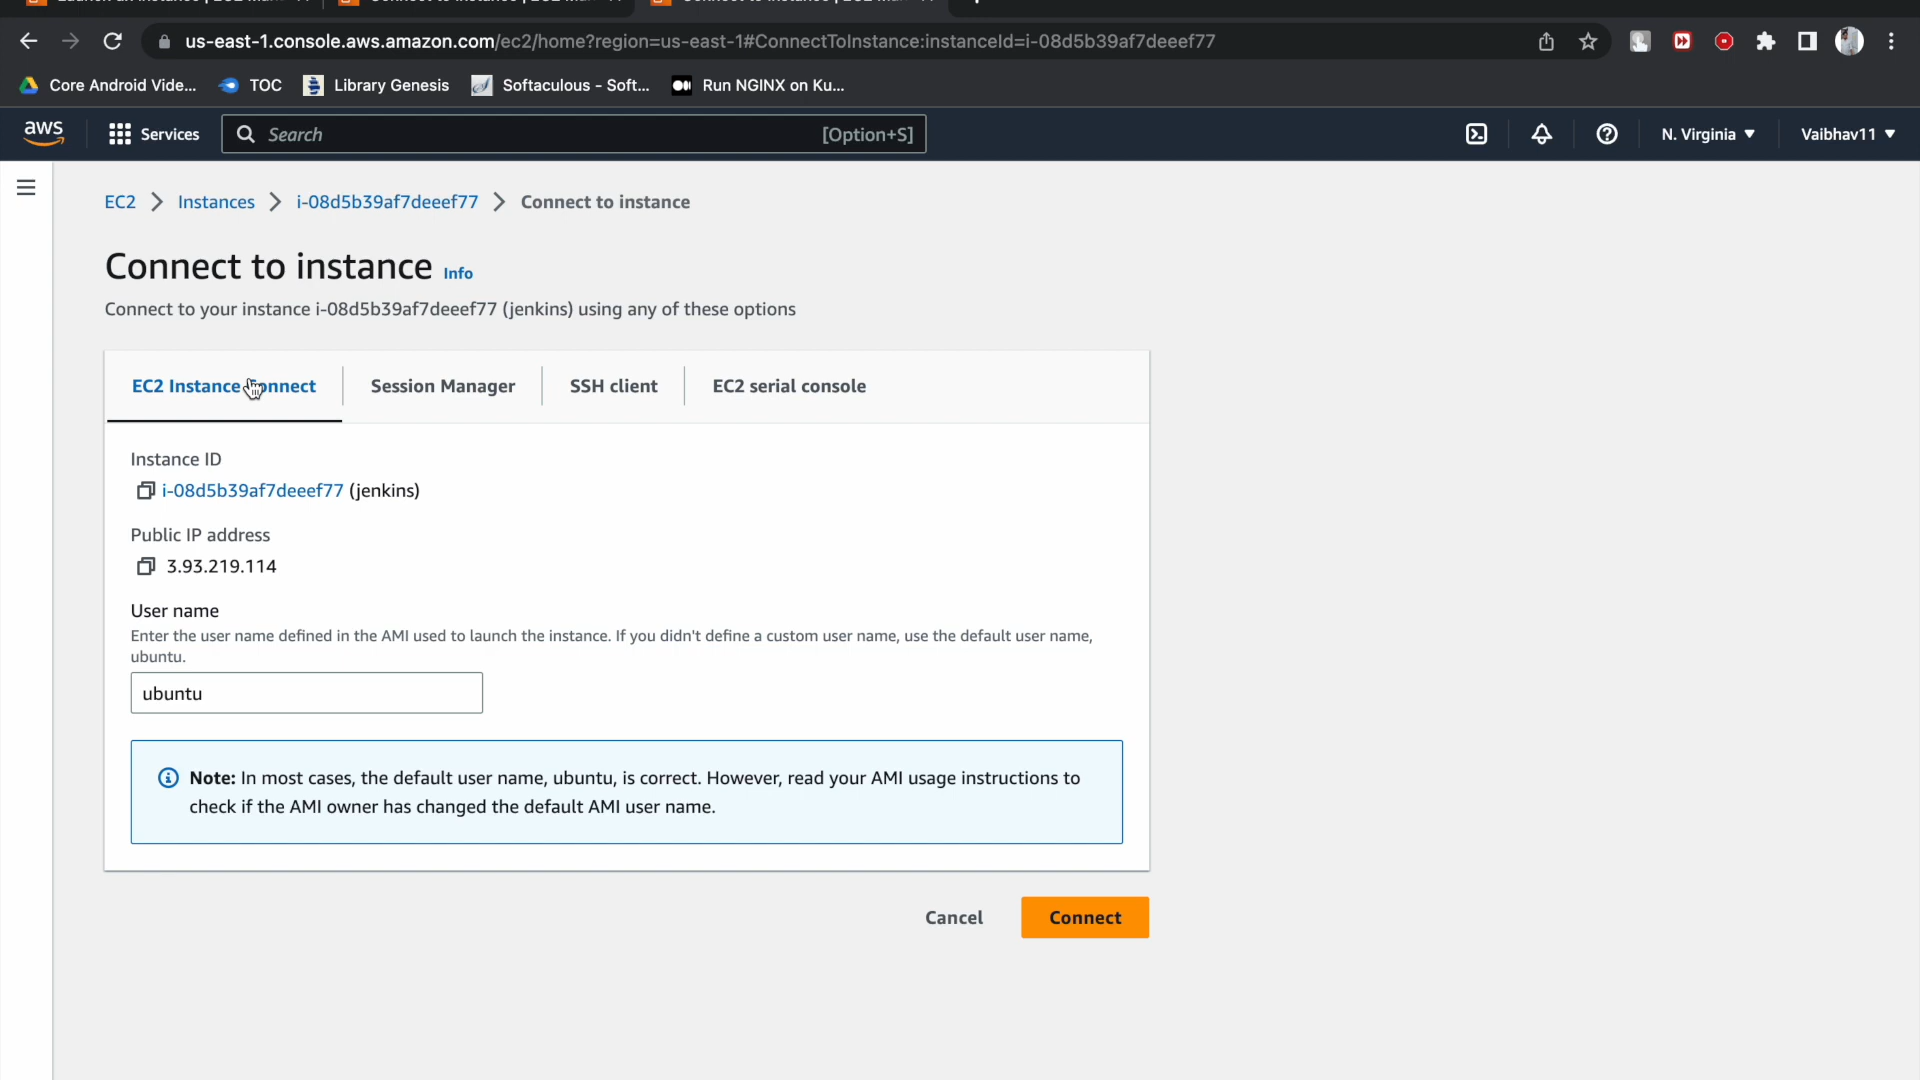 us-east-1.console.aws.amazon.com/ec2/home?region=us-east-1#ConnectToInstance:instanceId=i-08d5b39af7deeef77
Core Android Vide... TOC Library Genesis Softaculous - Soft... Run NGINX on Ku...
aws Services Search [Option+S] N. Virginia ▼ Vaibhav11 ▼
EC2 > Instances > i-08d5b39af7deeef77 > Connect to instance
Connect to instance Info
Connect to your instance i-08d5b39af7deeef77 (jenkins) using any of these options
EC2 Instance Connect Session Manager SSH client EC2 serial console
Instance ID
i-08d5b39af7deeef77 (jenkins)
Public IP address
3.93.219.114
User name
Enter the user name defined in the AMI used to launch the instance. If you didn't define a custom user name, use the default user name,
ubuntu.
ubuntu
Note: In most cases, the default user name, ubuntu, is correct. However, read your AMI usage instructions to
check if the AMI owner has changed the default AMI user name.
Cancel Connect